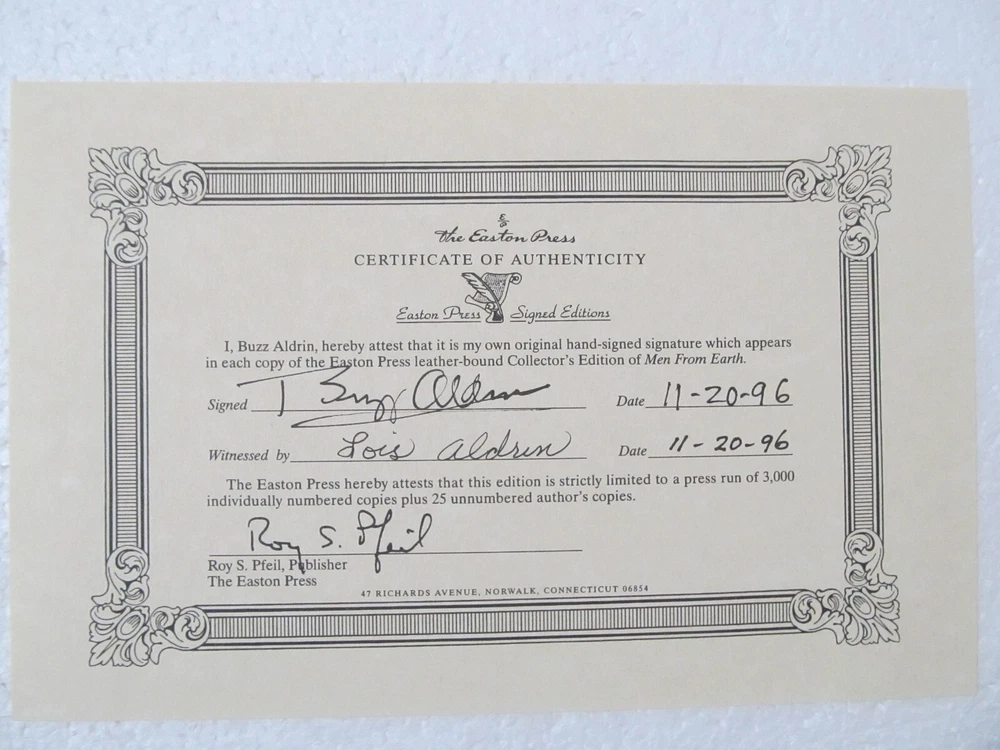 E
P
The Easton Press
CERTIFICATE OF AUTHENTICITY
Easton Press Signed Editions
I, Buzz Aldrin, hereby attest that it is my own original hand-signed signature which appears
in each copy of the Easton Press leather-bound Collector's Edition of Men From Earth.
Signed Buzz Aldrin Date 11-20-96
Witnessed by Lois Aldrin Date 11-20-96
The Easton Press hereby attests that this edition is strictly limited to a press run of 3,000
individually numbered copies plus 25 unnumbered author's copies.
Roy S. Pfeil
Roy S. Pfeil, Publisher
The Easton Press
47 RICHARDS AVENUE, NORWALK, CONNECTICUT 06854